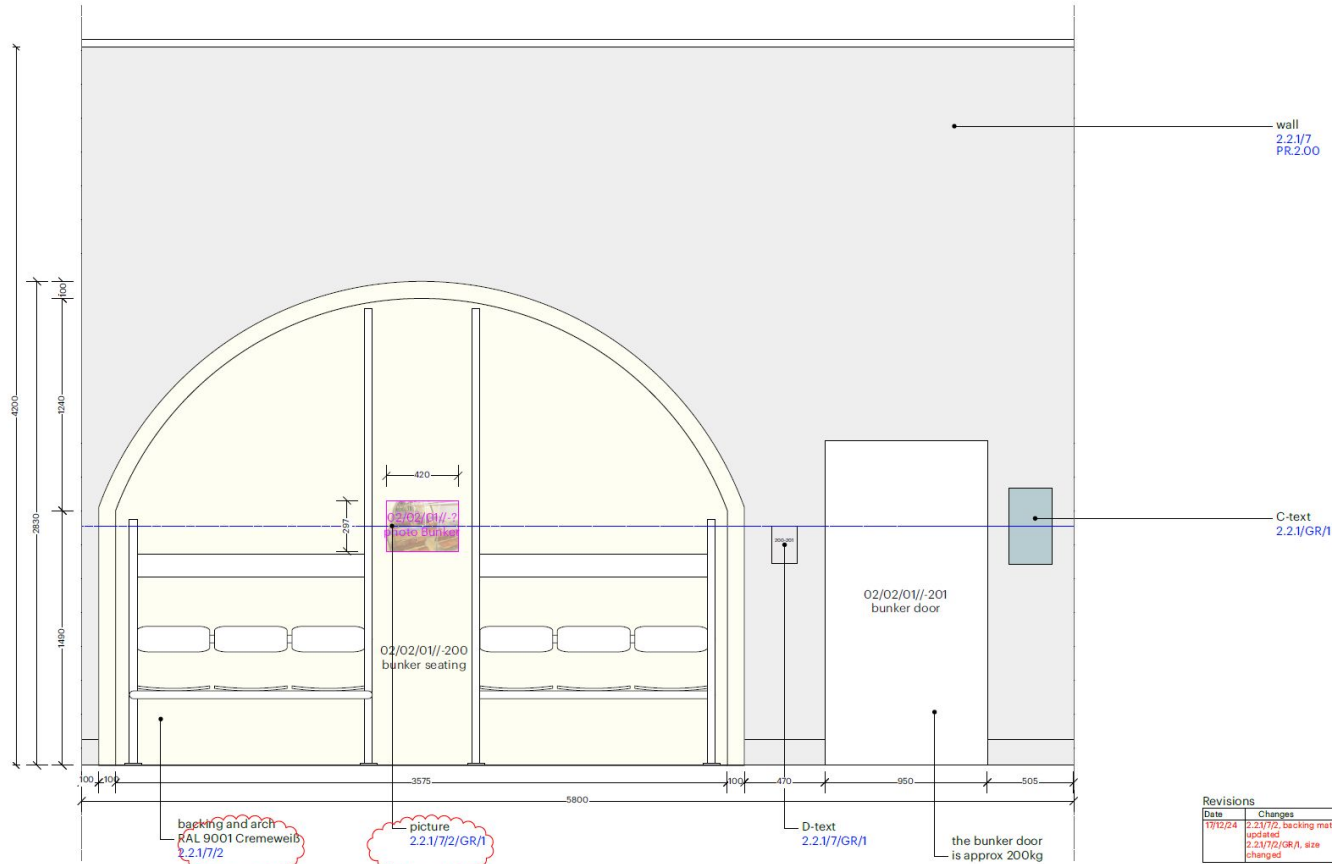 wall
2.2.1/7
PR.2.00
4200
2830
100
1240
1490
420
297
02/02/01//-?
photo Bunker
200-201
C-text
2.2.1/GR/1
02/02/01//-201
bunker door
02/02/01//-200
bunker seating
100
100
3575
100
470
950
505
5800
backing and arch
RAL 9001 Cremeweiß
2.2.1/7/2
picture
2.2.1/7/2/GR/1
D-text
2.2.1/7/GR/1
the bunker door
is approx 200kg
Revisions
Date Changes
17/12/24 2.2.1/7/2, backing mat
updated
2.2.1/7/2/GR/1, size
changed